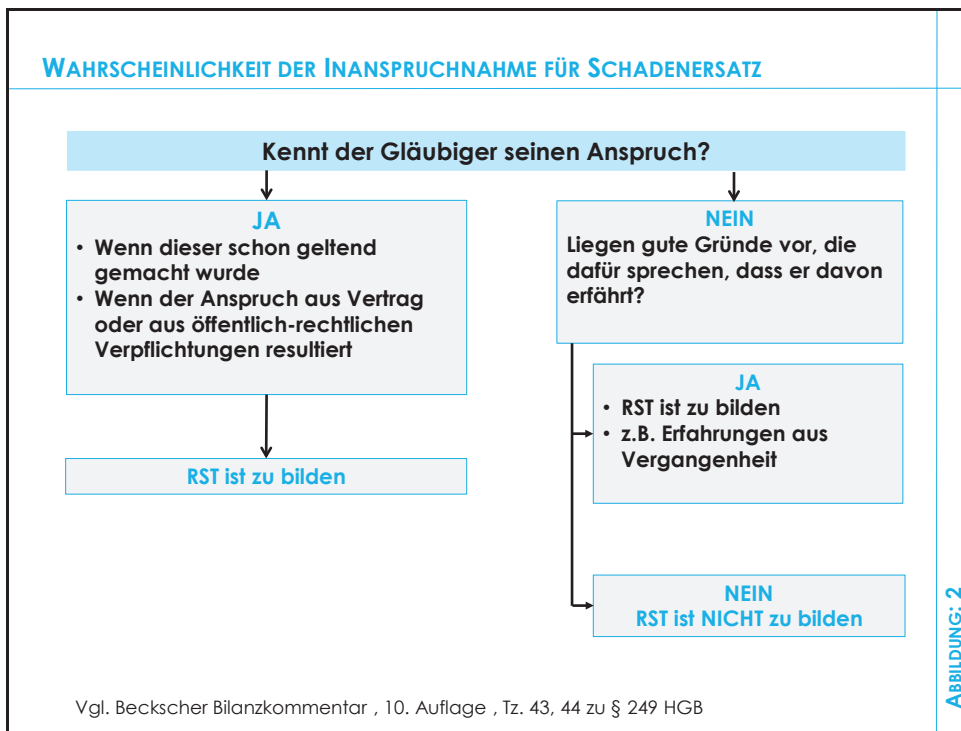 WAHRSCHEINLICHKEIT DER INANSPRUCHNAHME FÜR SCHADENERSATZ
Kennt der Gläubiger seinen Anspruch?
JA
• Wenn dieser schon geltend
gemacht wurde
• Wenn der Anspruch aus Vertrag
oder aus öffentlich-rechtlichen
Verpflichtungen resultiert
RST ist zu bilden
NEIN
Liegen gute Gründe vor, die
dafür sprechen, dass er davon
erfährt?
JA
• RST ist zu bilden
• z.B. Erfahrungen aus
Vergangenheit
NEIN
RST ist NICHT zu bilden
Vgl. Beckscher Bilanzkommentar , 10. Auflage , Tz. 43, 44 zu § 249 HGB
ABBILDUNG: 2